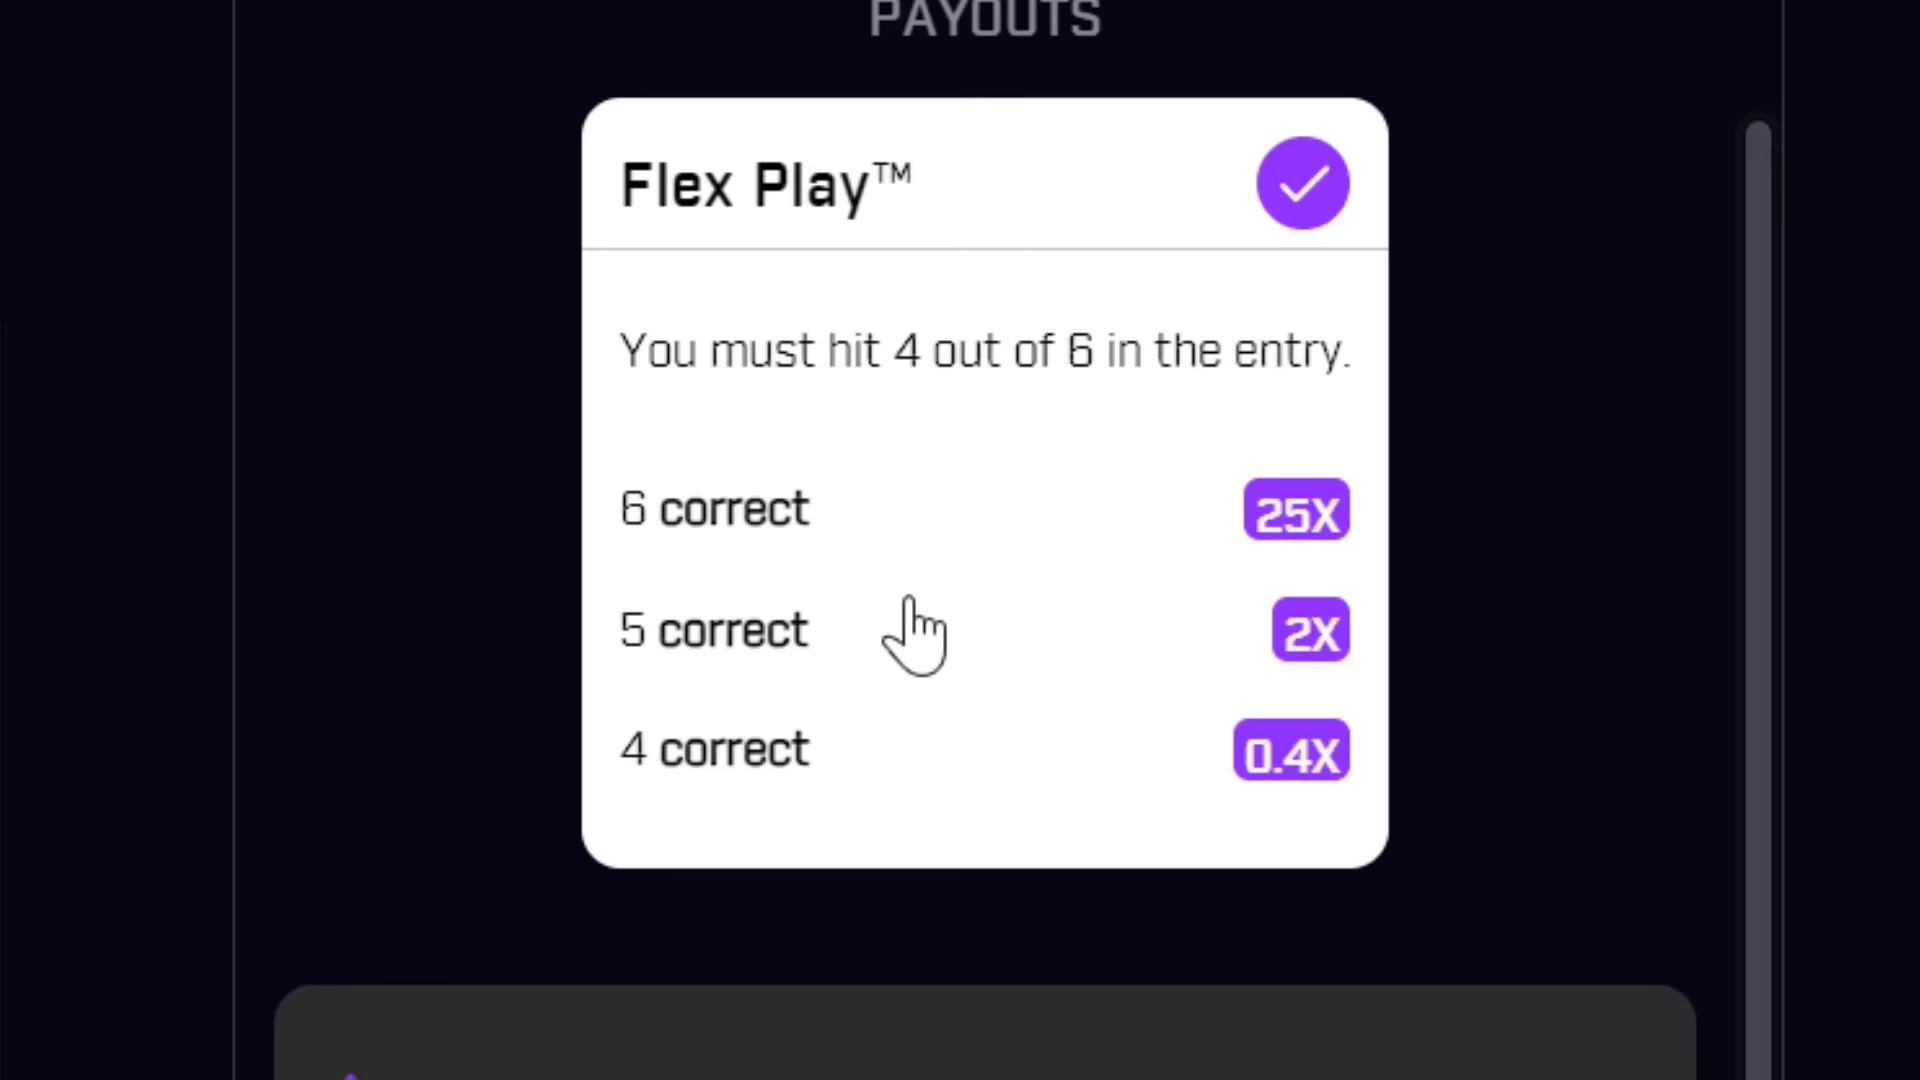 PAYOUTS
Flex Play™
You must hit 4 out of 6 in the entry.
6 correct 25X
5 correct 2X
4 correct 0.4X